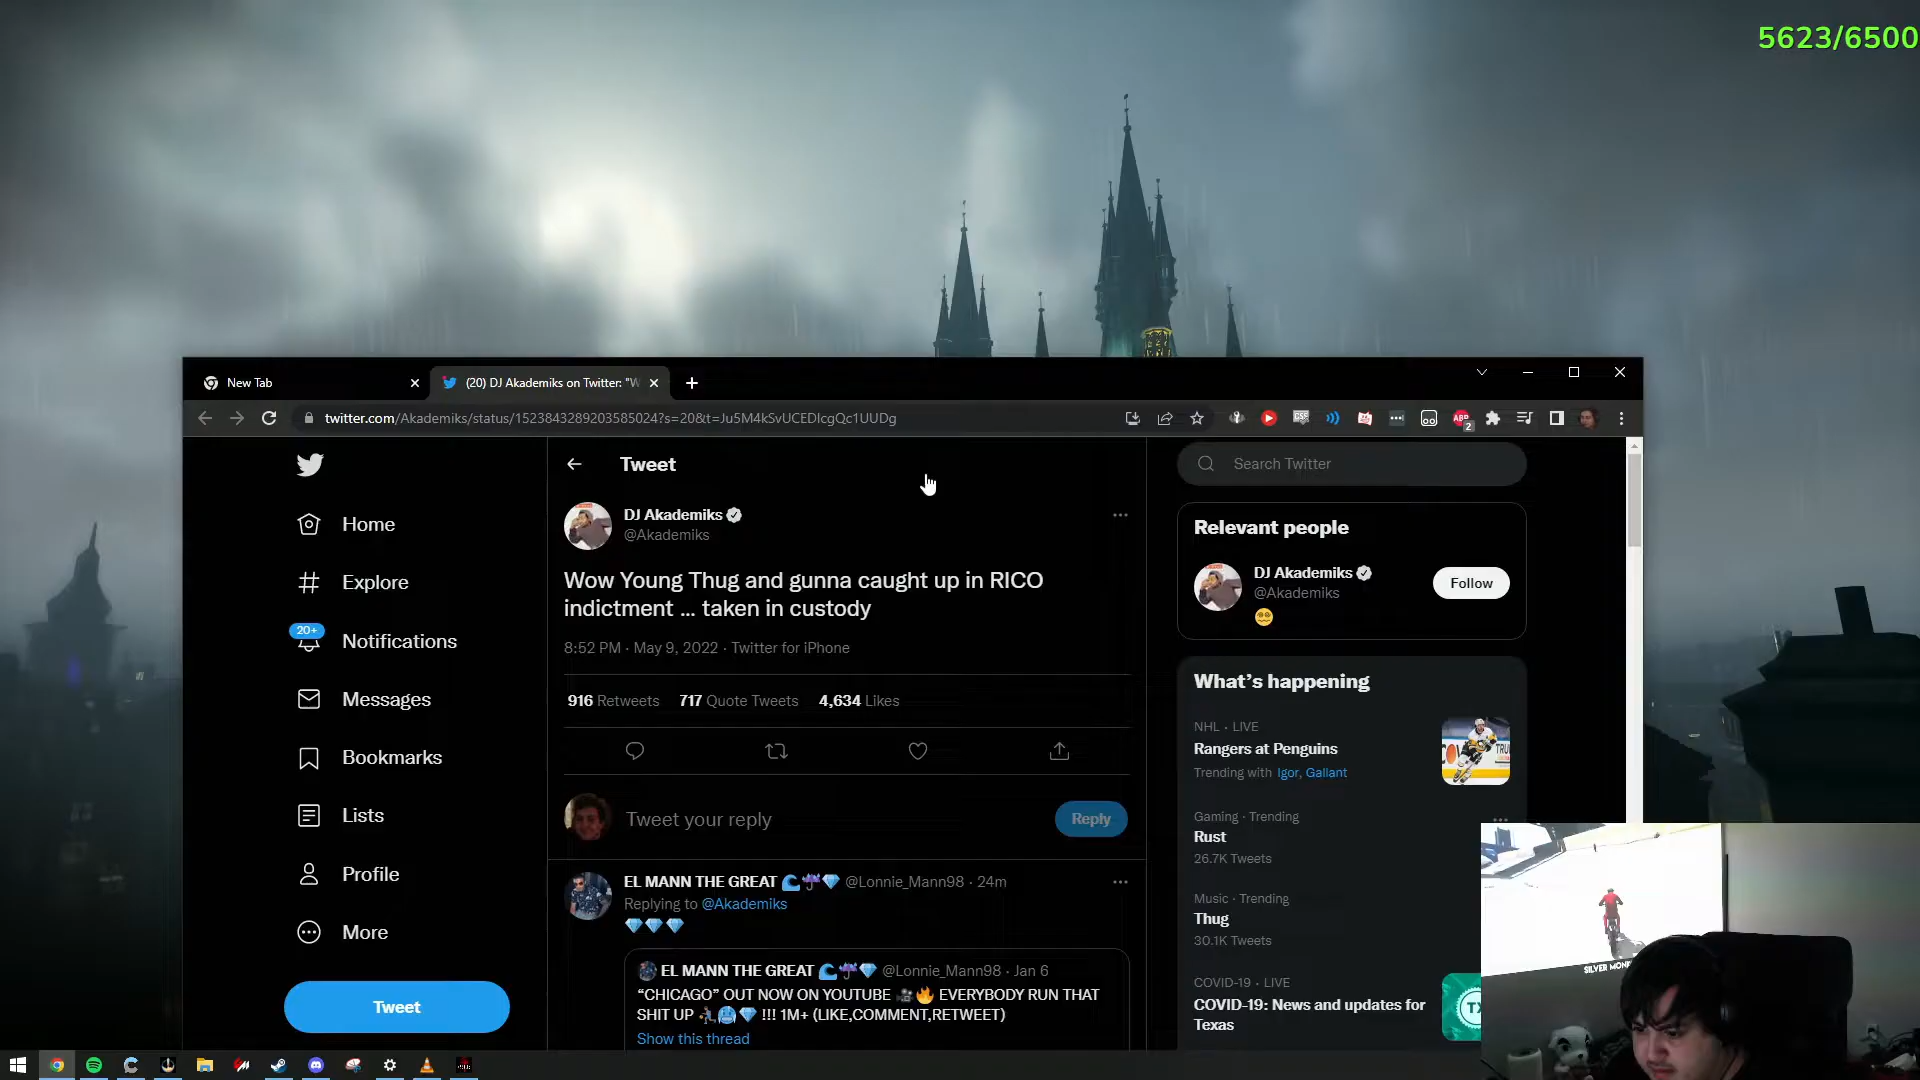 5623/6500
New Tab
(20) DJ Akademiks on Twitter: "W
twitter.com/Akademiks/status/1523843289203585024?s=20&t=Ju5M4kSvUCEDIcgQc1UUDg
2
Tweet
Search Twitter
Home
Explore
20+
Notifications
Messages
Bookmarks
Lists
Profile
More
Tweet
DJ Akademiks
@Akademiks
Wow Young Thug and gunna caught up in RICO
indictment ... taken in custody
8:52 PM · May 9, 2022 · Twitter for iPhone
916 Retweets 717 Quote Tweets 4,634 Likes
Tweet your reply
Reply
EL MANN THE GREAT 🌊☔💎 @Lonnie_Mann98 · 24m
Replying to @Akademiks
💎💎💎
EL MANN THE GREAT 🌊☔💎 @Lonnie_Mann98 · Jan 6
“CHICAGO” OUT NOW ON YOUTUBE 🎥🔥 EVERYBODY RUN THAT
SHIT UP 🥶💎 !!! 1M+ (LIKE,COMMENT,RETWEET)
Show this thread
Relevant people
DJ Akademiks
@Akademiks
Follow
What’s happening
NHL · LIVE
Rangers at Penguins
Trending with Igor, Gallant
Gaming · Trending
Rust
26.7K Tweets
Music · Trending
Thug
30.1K Tweets
COVID-19 · LIVE
COVID-19: News and updates for
Texas
SILVER